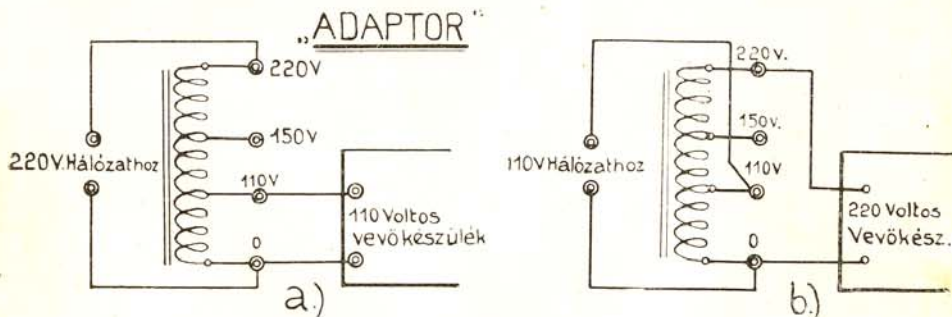 „ADAPTOR“
220V
150V
220V.Hálózathoz
110V
110 Voltos
vevőkészülék
0
a.)
220V.
150V.
110V Hálózathoz
110V
220 Voltos
Vevőkész.
0
b.)